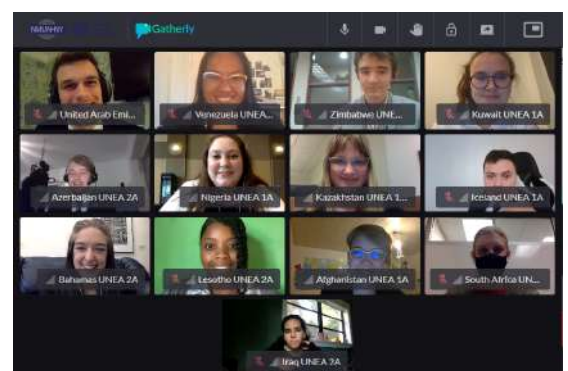 NMUN•NY
Gatherly
United Arab Emi...
Venezuela UNEA...
Zimbabwe UNE...
Kuwait UNEA 1A
Azerbaijan UNEA 2A
Nigeria UNEA 1A
Kazakhstan UNEA 1...
Iceland UNEA 1A
Bahamas UNEA 2A
Lesotho UNEA 2A
Afghanistan UNEA 1A
South Africa UN...
Iraq UNEA 2A